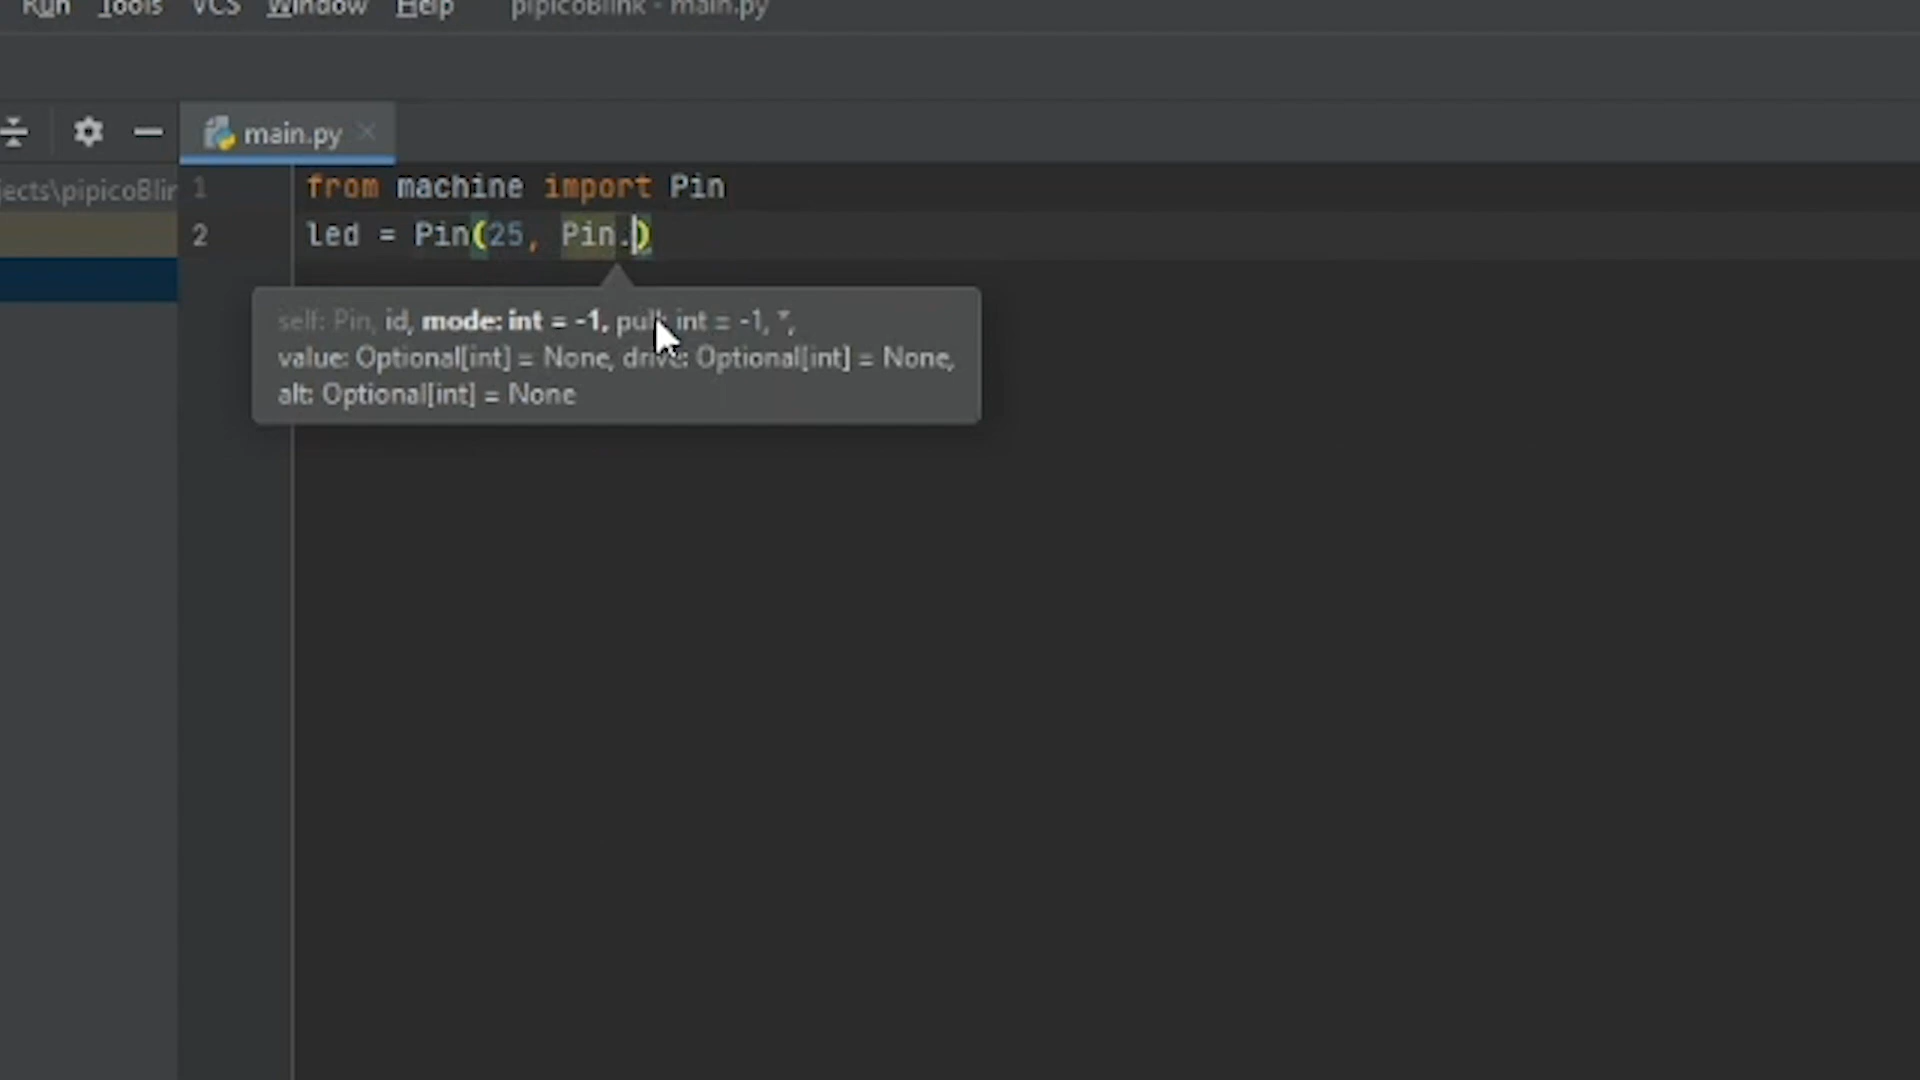 Run Tools VCS Window Help pipicoBlink - main.py
main.py
jects\pipicoBlin
1 from machine import Pin
2 led = Pin(25, Pin.)
self: Pin, id, mode: int = -1, pull: int = -1, *,
value: Optional[int] = None, drive: Optional[int] = None,
alt: Optional[int] = None